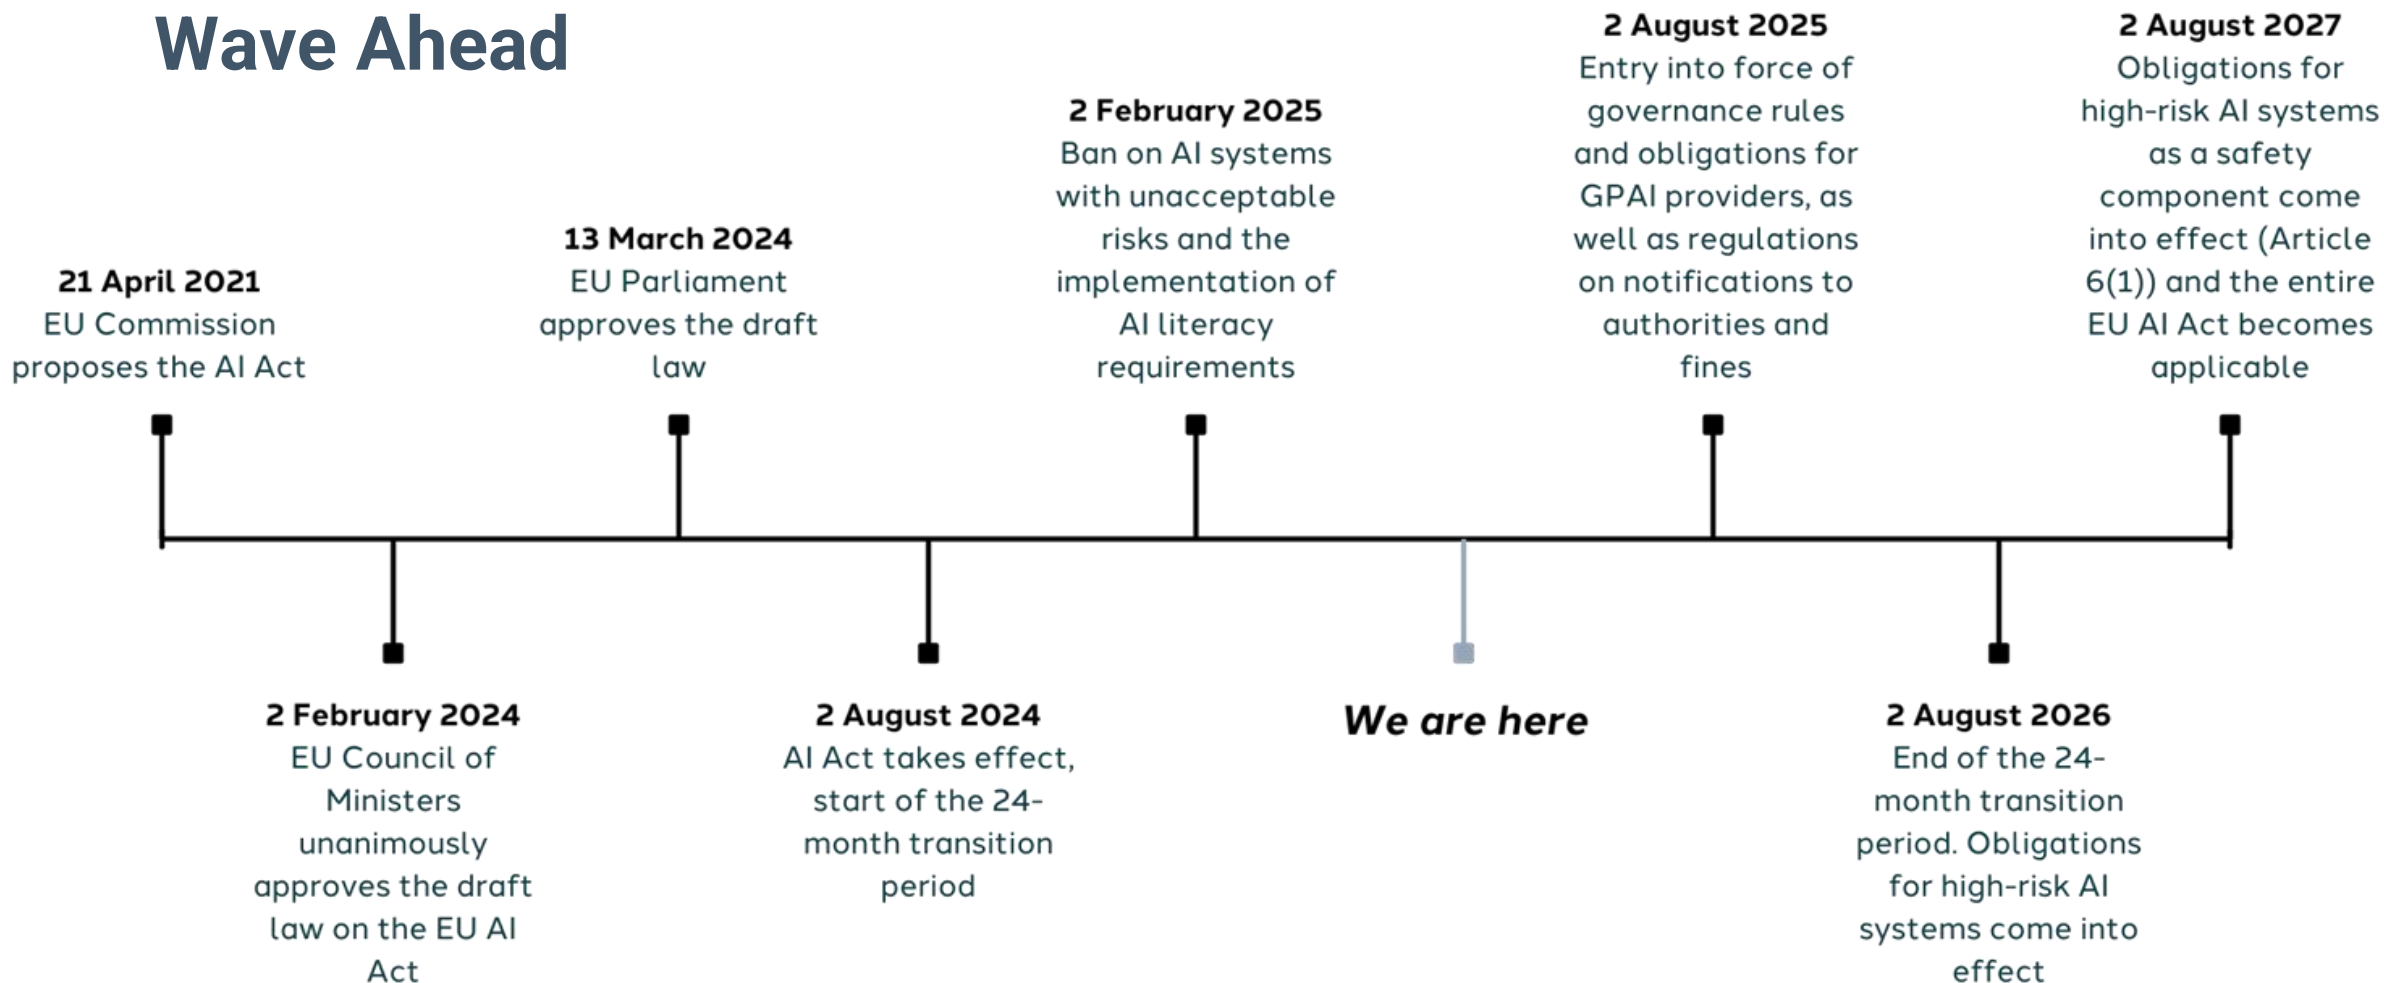 Wave Ahead
21 April 2021
EU Commission
proposes the AI Act
2 February 2024
EU Council of
Ministers
unanimously
approves the draft
law on the EU AI
Act
13 March 2024
EU Parliament
approves the draft
law
2 August 2024
AI Act takes effect,
start of the 24-
month transition
period
2 February 2025
Ban on AI systems
with unacceptable
risks and the
implementation of
AI literacy
requirements
We are here
2 August 2025
Entry into force of
governance rules
and obligations for
GPAI providers, as
well as regulations
on notifications to
authorities and
fines
2 August 2026
End of the 24-
month transition
period. Obligations
for high-risk AI
systems come into
effect
2 August 2027
Obligations for
high-risk AI systems
as a safety
component come
into effect (Article
6(1)) and the entire
EU AI Act becomes
applicable